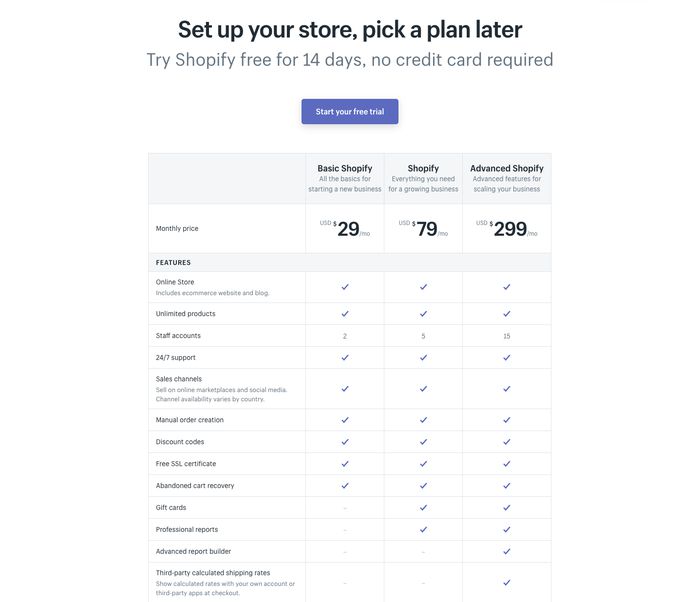 Set up your store, pick a plan later
Try Shopify free for 14 days, no credit card required
Start your free trial
Basic Shopify
All the basics for
starting a new business
Shopify
Everything you need
for a growing business
Advanced Shopify
Advanced features for
scaling your business
Monthly price
USD $29/mo
USD $79/mo
USD $299/mo
FEATURES
Online Store
Includes ecommerce website and blog.
Unlimited products
Staff accounts 2 5 15
24/7 support
Sales channels
Sell on online marketplaces and social media.
Channel availability varies by country.
Manual order creation
Discount codes
Free SSL certificate
Abandoned cart recovery
Gift cards –
Professional reports –
Advanced report builder – –
Third-party calculated shipping rates
Show calculated rates with your own account or – –
third-party apps at checkout.